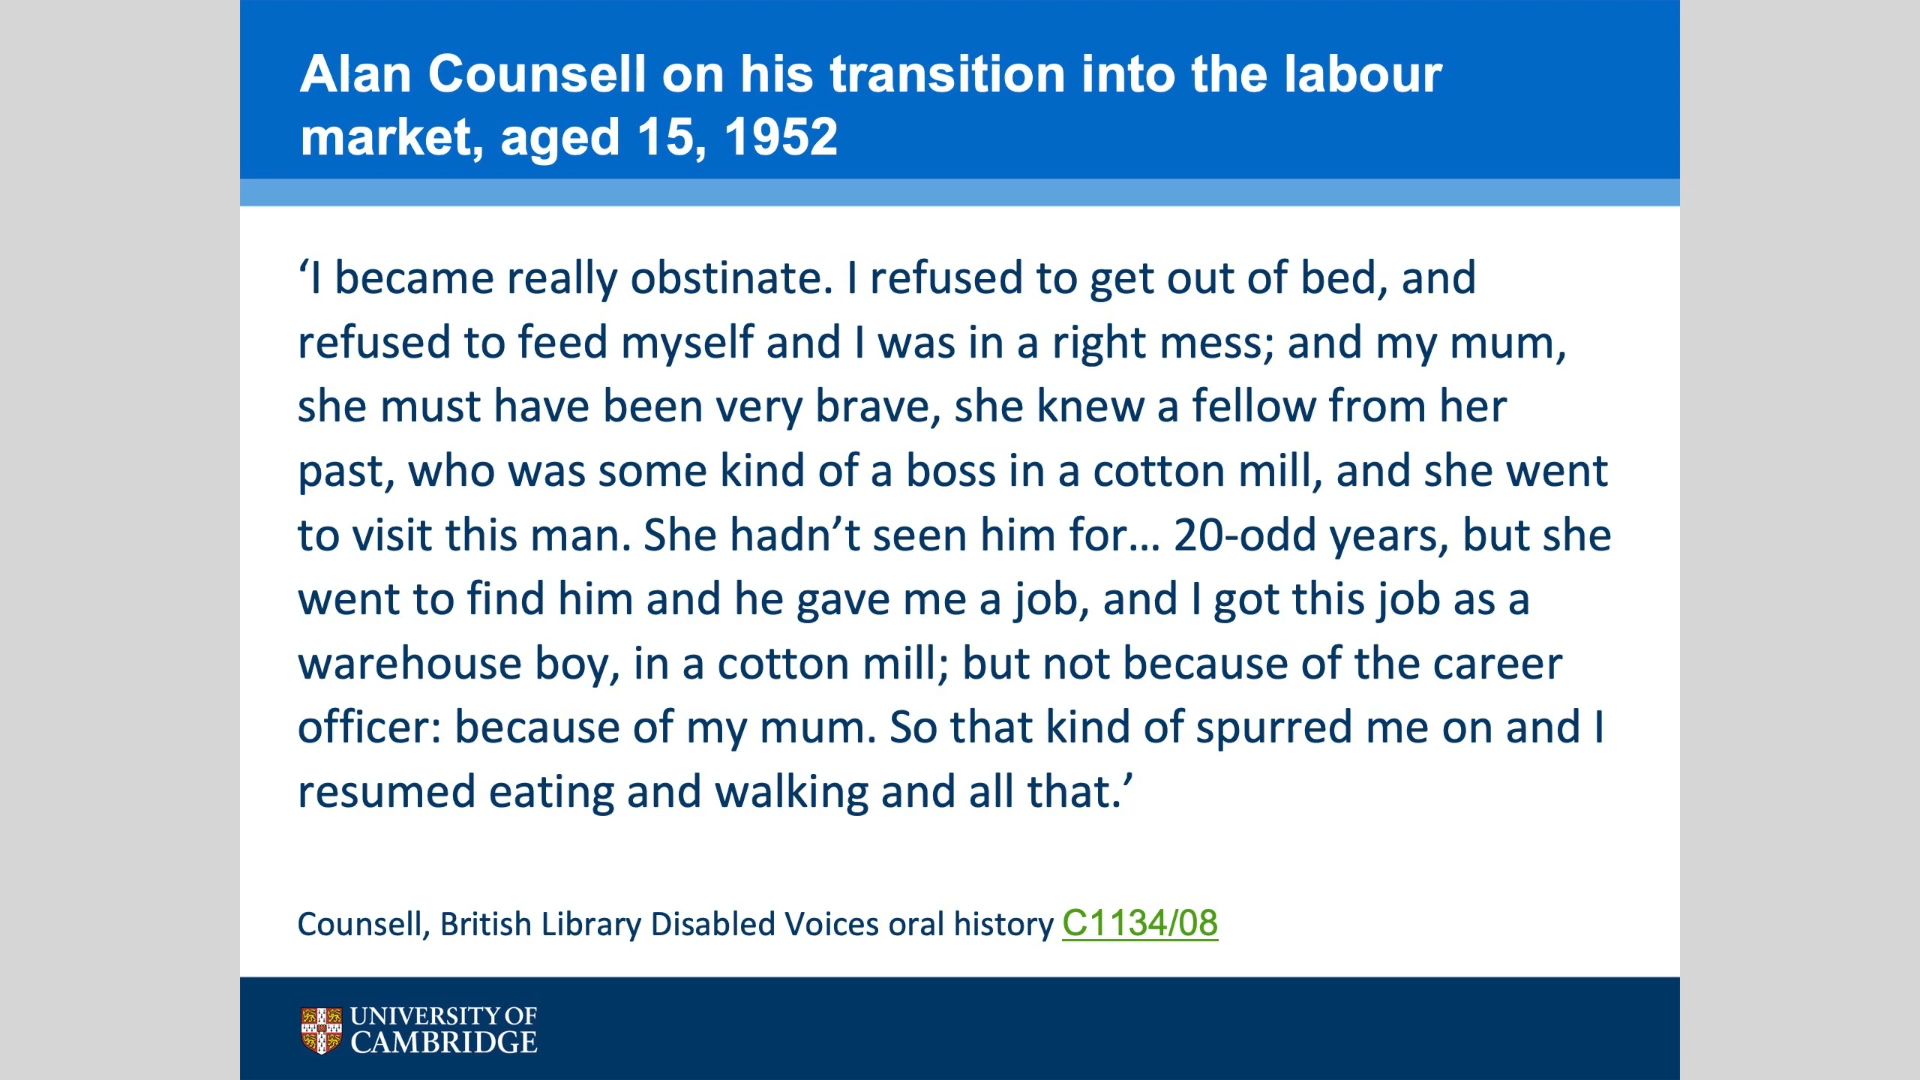 Alan Counsell on his transition into the labour
market, aged 15, 1952
‘I became really obstinate. I refused to get out of bed, and
refused to feed myself and I was in a right mess; and my mum,
she must have been very brave, she knew a fellow from her
past, who was some kind of a boss in a cotton mill, and she went
to visit this man. She hadn’t seen him for… 20-odd years, but she
went to find him and he gave me a job, and I got this job as a
warehouse boy, in a cotton mill; but not because of the career
officer: because of my mum. So that kind of spurred me on and I
resumed eating and walking and all that.’
Counsell, British Library Disabled Voices oral history C1134/08
UNIVERSITY OF
CAMBRIDGE